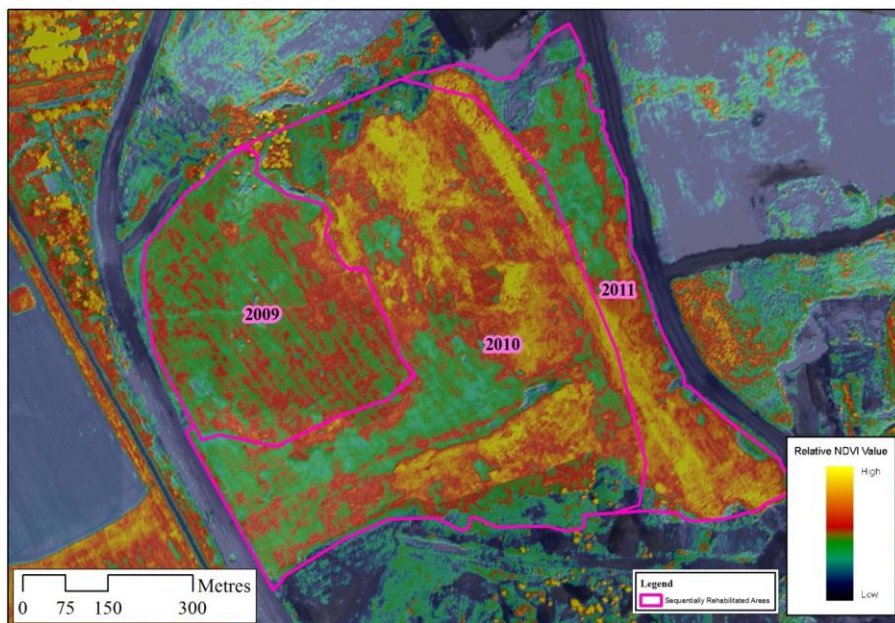 2009
2010
2011
Relative NDVI Value
High
Low
Metres
0 75 150 300
Legend
Sequentially Rehabilitated Areas